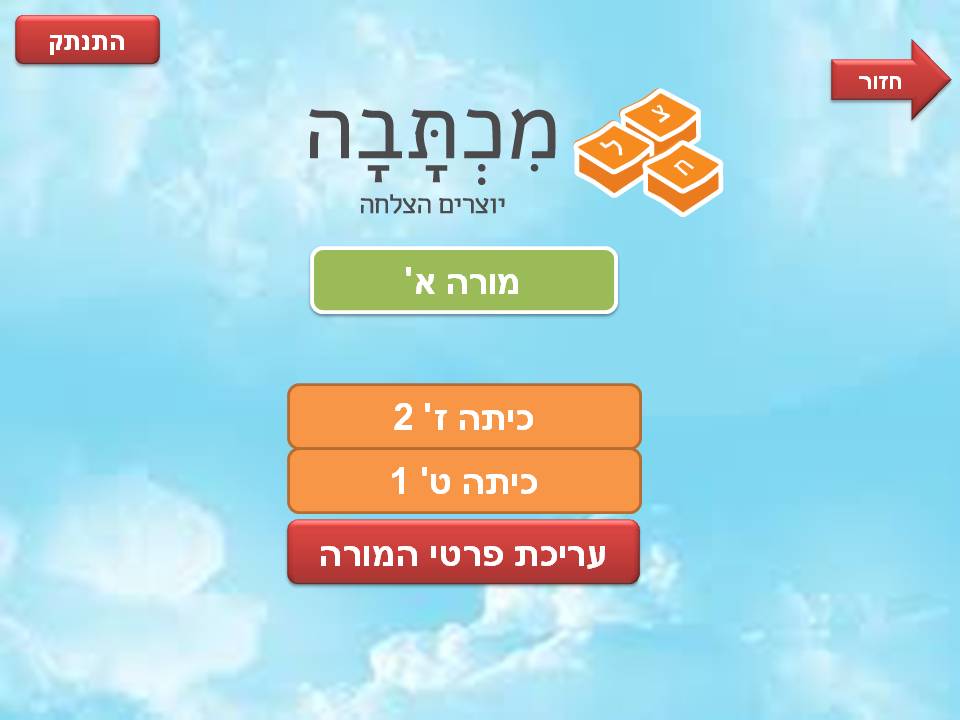 התנתק
חזור
מִכְתָּבָה
צ
ל
ח
יוצרים הצלחה
מורה א'
כיתה ז' 2
כיתה ט' 1
עריכת פרטי המורה